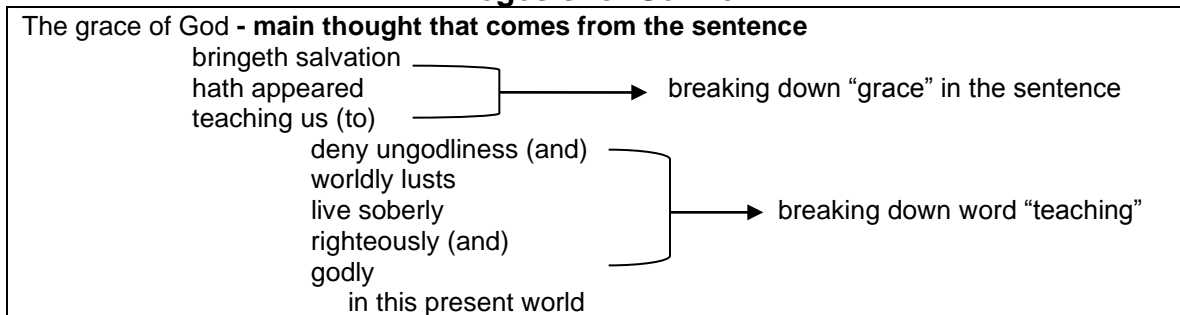 The grace of God - main thought that comes from the sentence
bringeth salvation
hath appeared
breaking down “grace” in the sentence
teaching us (to)
deny ungodliness (and)
worldly lusts
live soberly
breaking down word “teaching”
righteously (and)
godly
in this present world